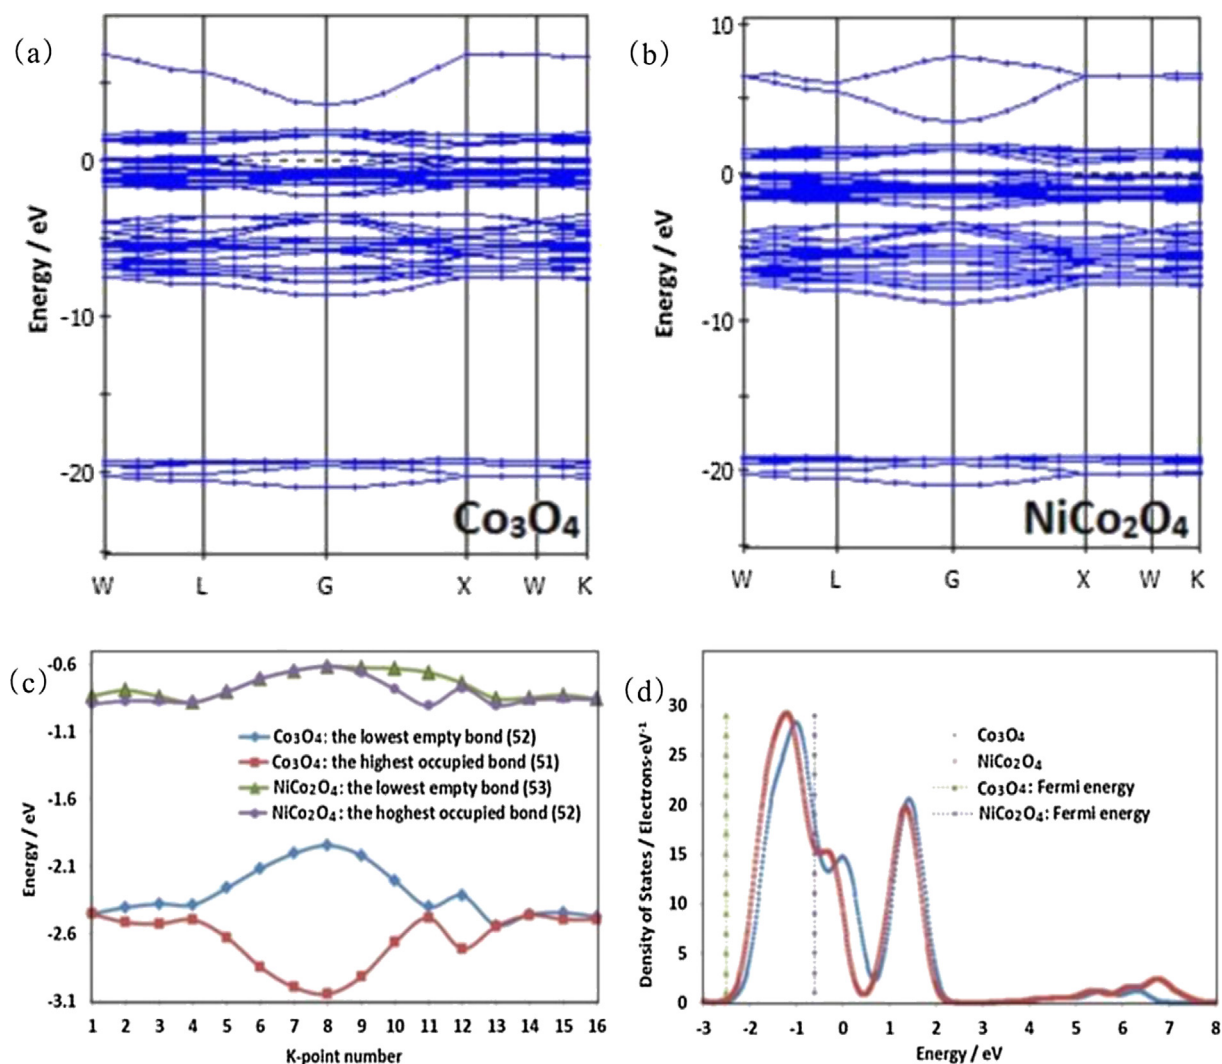 (a)
0
-10
-20
Energy / eV
Co₃O₄
W L G X W K
(b)
10
0
-10
-20
Energy / eV
NiCo₂O₄
W L G X W K
(c)
-0.6
-1.1
-1.6
-2.1
-2.6
-3.1
Energy / eV
Co₃O₄: the lowest empty bond (52)
Co₃O₄: the highest occupied bond (51)
NiCo₂O₄: the lowest empty bond (53)
NiCo₂O₄: the hoghest occupied bond (52)
1 2 3 4 5 6 7 8 9 10 11 12 13 14 15 16
K-point number
(d)
30
25
20
15
10
5
0
Density of States / Electrons·eV⁻¹
Co₃O₄
NiCo₂O₄
Co₃O₄: Fermi energy
NiCo₂O₄: Fermi energy
-3 -2 -1 0 1 2 3 4 5 6 7 8
Energy / eV